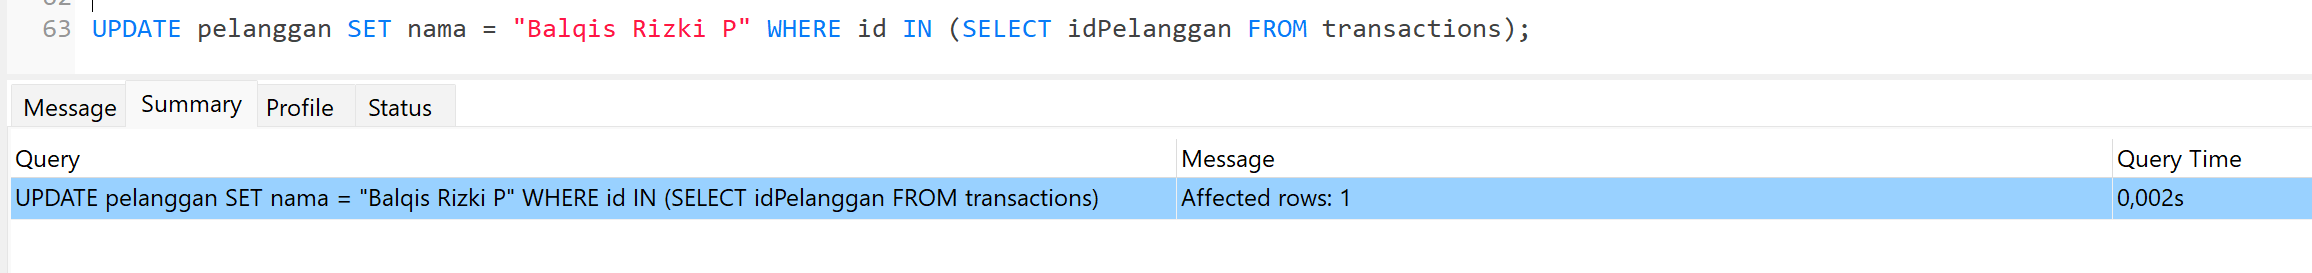 62
63 UPDATE pelanggan SET nama = "Balqis Rizki P" WHERE id IN (SELECT idPelanggan FROM transactions);
Message Summary Profile Status
Query Message Query Time
UPDATE pelanggan SET nama = "Balqis Rizki P" WHERE id IN (SELECT idPelanggan FROM transactions) Affected rows: 1 0,002s